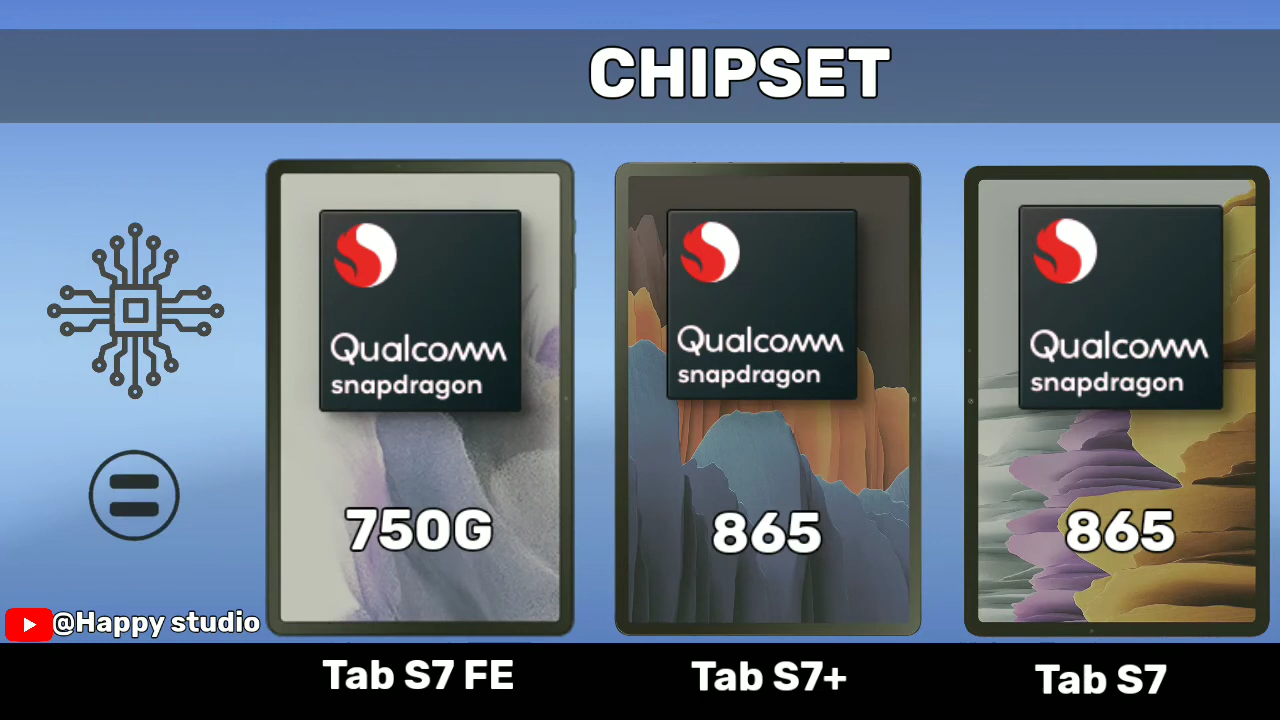 CHIPSET
Qualcomm
snapdragon
750G
Qualcomm
snapdragon
865
Qualcomm
snapdragon
865
@Happy studio
Tab S7 FE
Tab S7+
Tab S7